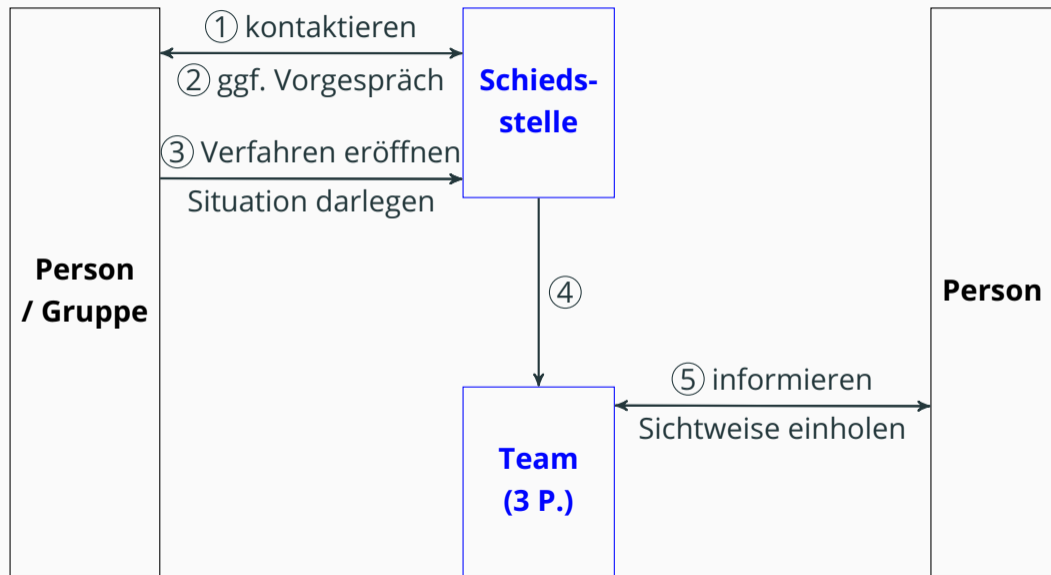 ① kontaktieren
② ggf. Vorgespräch
Schieds-
stelle
③ Verfahren eröffnen
Situation darlegen
Person
/ Gruppe
④
Person
⑤ informieren
Sichtweise einholen
Team
(3 P.)